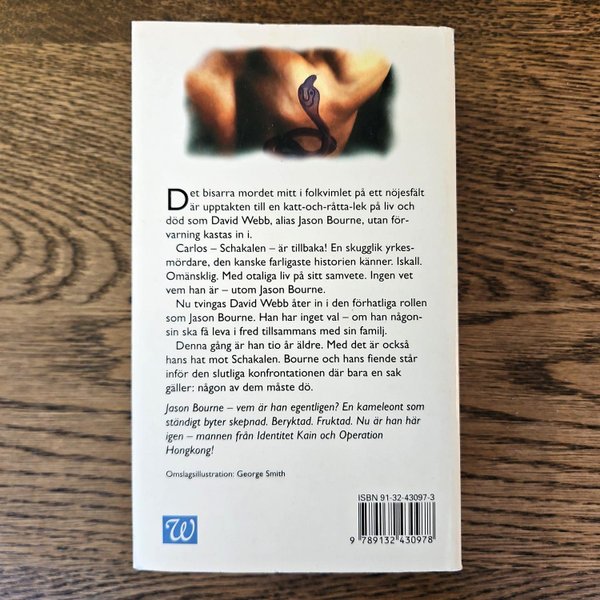 Det bisarra mordet mitt i folkvimlet på ett nöjesfält
är upptakten till en katt-och-råtta-lek på liv och
död som David Webb, alias Jason Bourne, utan för-
varning kastas in i.
Carlos – Schakalen – är tillbaka! En skugglik yrkes-
mördare, den kanske farligaste historien känner. Iskall.
Omänsklig. Med otaliga liv på sitt samvete. Ingen vet
vem han är – utom Jason Bourne.
Nu tvingas David Webb åter in i den förhatliga rollen
som Jason Bourne. Han har inget val – om han någon-
sin ska få leva i fred tillsammans med sin familj.
Denna gång är han tio år äldre. Med det är också
hans hat mot Schakalen. Bourne och hans fiende står
inför den slutliga konfrontationen där bara en sak
gäller: någon av dem måste dö.
Jason Bourne – vem är han egentligen? En kameleont som
ständigt byter skepnad. Beryktad. Fruktad. Nu är han här
igen – mannen från Identitet Kain och Operation
Hongkong!
Omslagsillustration: George Smith
ISBN 91-32-43097-3
W
9 789132 430978